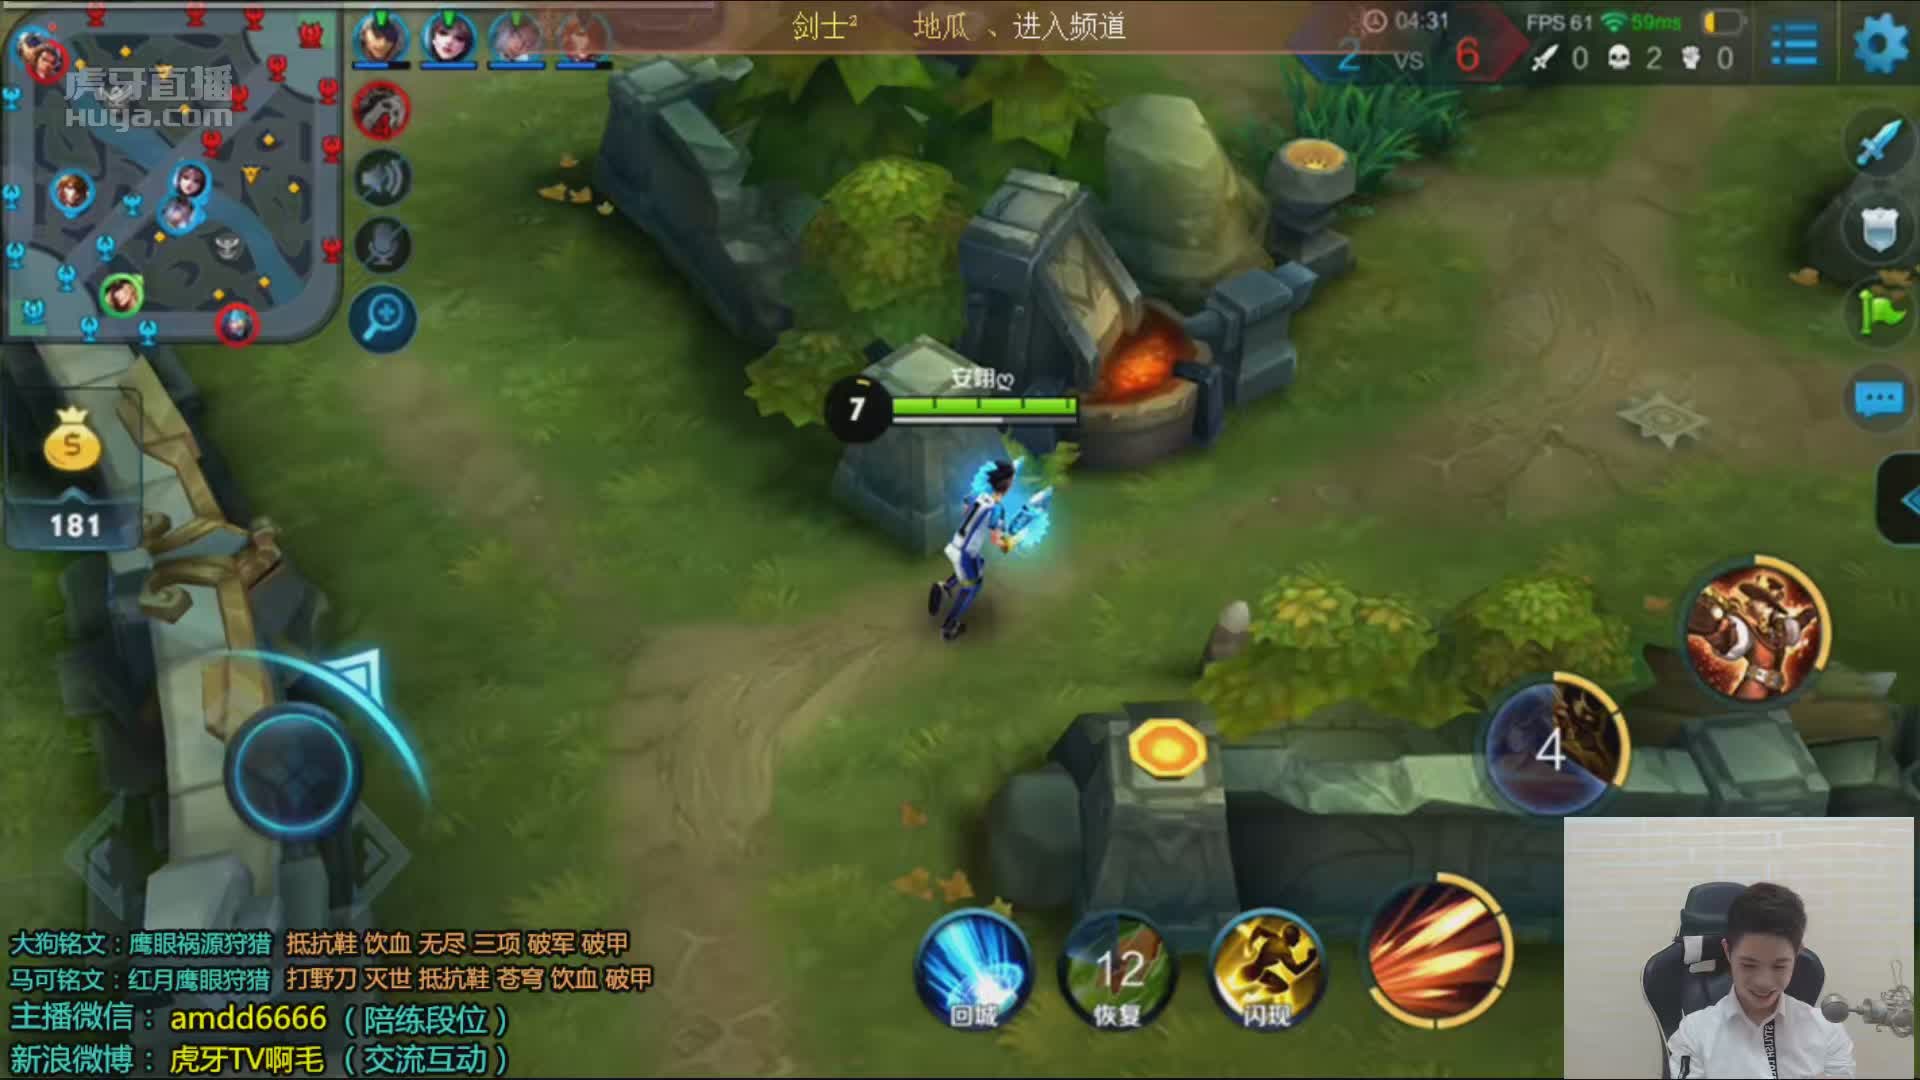 剑士² 地瓜 、进入频道
04:31
FPS 61 59ms
2 VS 6
0 2 0
虎牙直播
Huya.com
安翊ღ
7
181
4
12
回城 恢复 闪现
大狗铭文：鹰眼祸源狩猎 抵抗鞋 饮血 无尽 三项 破军 破甲
马可铭文：红月鹰眼狩猎 打野刀 灭世 抵抗鞋 苍穹 饮血 破甲
主播微信： amdd6666 （陪练段位）
新浪微博： 虎牙TV啊毛 （交流互动）